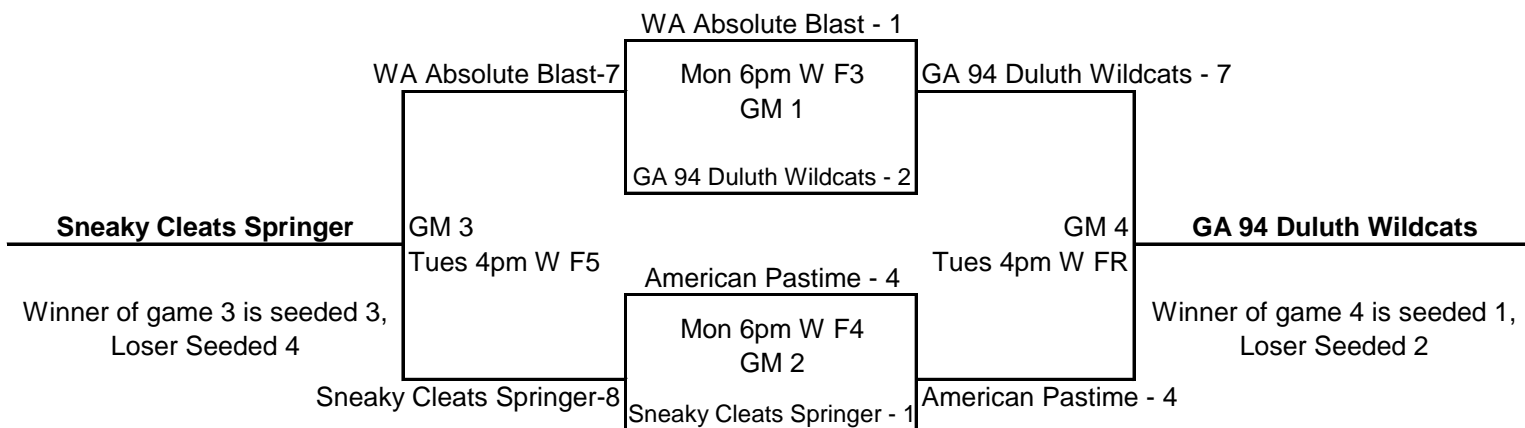 WA Absolute Blast - 1
WA Absolute Blast-7
Mon 6pm W F3
GA 94 Duluth Wildcats - 7
GM 1
GA 94 Duluth Wildcats - 2
Sneaky Cleats Springer
GM 3
GM 4
GA 94 Duluth Wildcats
Tues 4pm W F5
Tues 4pm W FR
American Pastime - 4
Winner of game 3 is seeded 3,
Loser Seeded 4
Mon 6pm W F4
GM 2
Winner of game 4 is seeded 1,
Loser Seeded 2
Sneaky Cleats Springer-8
Sneaky Cleats Springer - 1
American Pastime - 4